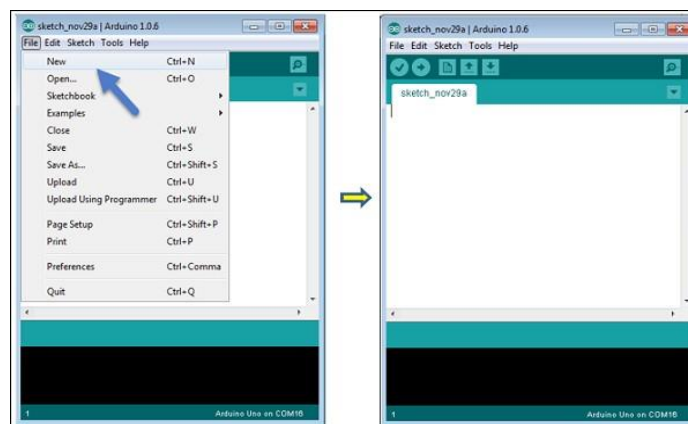 sketch_nov29a | Arduino 1.0.6
File Edit Sketch Tools Help
New Ctrl+N
Open... Ctrl+O
Sketchbook
Examples
Close Ctrl+W
Save Ctrl+S
Save As... Ctrl+Shift+S
Upload Ctrl+U
Upload Using Programmer Ctrl+Shift+U
Page Setup Ctrl+Shift+P
Print Ctrl+P
Preferences Ctrl+Comma
Quit Ctrl+Q
1 Arduino Uno on COM16
sketch_nov29a | Arduino 1.0.6
File Edit Sketch Tools Help
sketch_nov29a
1 Arduino Uno on COM16